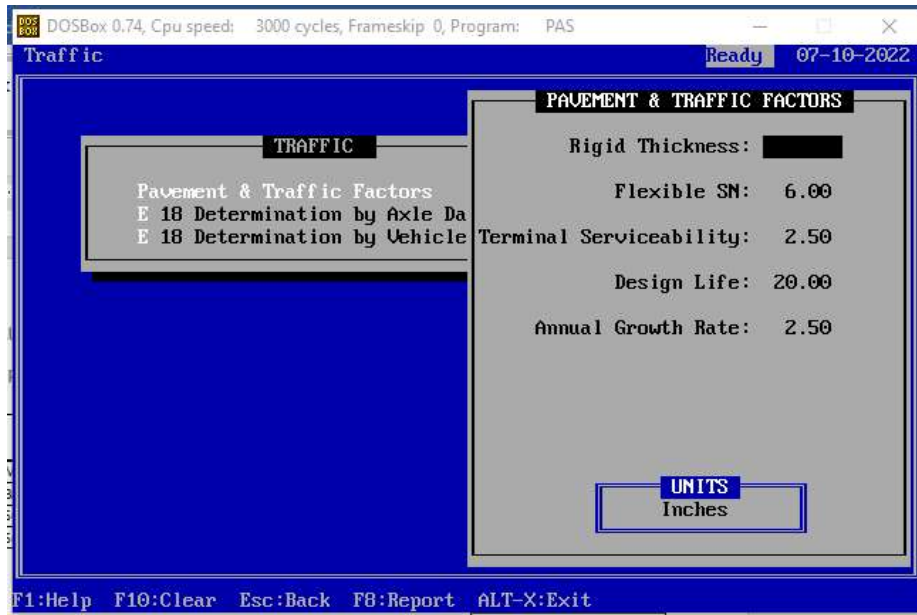 DOSBox 0.74, Cpu speed: 3000 cycles, Frameskip 0, Program: PAS
Traffic Ready 07-10-2022
TRAFFIC
Pavement & Traffic Factors
E 18 Determination by Axle Da
E 18 Determination by Vehicle
PAVEMENT & TRAFFIC FACTORS
Rigid Thickness:
Flexible SN: 6.00
Terminal Serviceability: 2.50
Design Life: 20.00
Annual Growth Rate: 2.50
UNITS
Inches
F1:Help F10:Clear Esc:Back F8:Report ALT-X:Exit